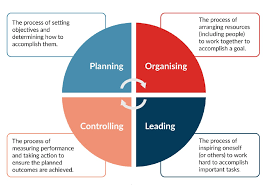 The process of setting
objectives and
determining how to
accomplish them.
The process of
arranging resources
(including people)
to work together to
accomplish a goal.
Planning
Organising
Controlling
Leading
The process of
measuring performance
and taking action to
ensure the planned
outcomes are achieved.
The process of
inspiring oneself
(or others) to work
hard to accomplish
important tasks